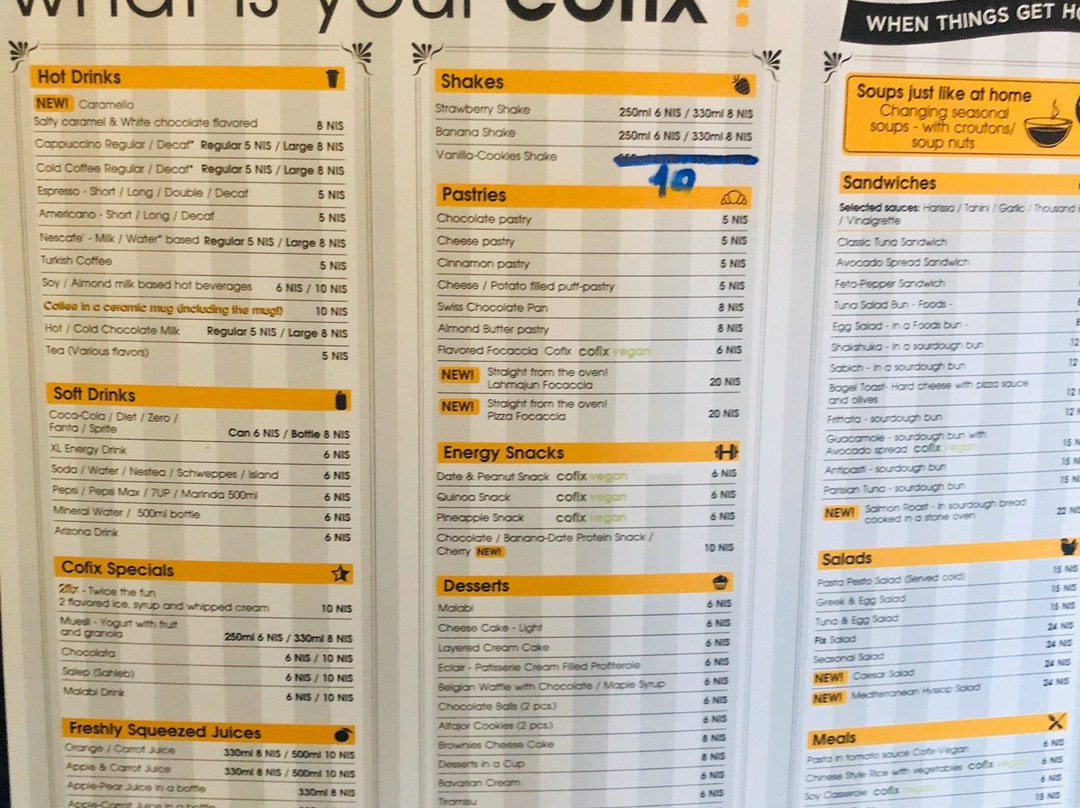 what is your cofix ?
Hot Drinks
NEW! Caramello
Salty caramel & White chocolate flavored 8 NIS
Cappuccino Regular / Decaf* Regular 5 NIS / Large 8 NIS
Cold Coffee Regular / Decaf* Regular 5 NIS / Large 8 NIS
Espresso - Short / Long / Double / Decaf 5 NIS
Americano - Short / Long / Decaf 5 NIS
Nescafe' - Milk / Water* based Regular 5 NIS / Large 8 NIS
Turkish Coffee 5 NIS
Soy / Almond milk based hot beverages 6 NIS / 10 NIS
Coffee in a ceramic mug (including the mug!) 10 NIS
Hot / Cold Chocolate Milk Regular 5 NIS / Large 8 NIS
Tea (Various flavors) 5 NIS
Soft Drinks
Coca-Cola / Diet / Zero /
Fanta / Sprite Can 6 NIS / Bottle 8 NIS
XL Energy Drink 6 NIS
Soda / Water / Nestea / Schweppes / Island 6 NIS
Pepsi / Pepsi Max / 7UP / Marinda 500ml 6 NIS
Mineral Water / 500ml bottle 6 NIS
Arizona Drink 6 NIS
Cofix Specials
2fix - Twice the fun
2 flavored ice, syrup and whipped cream 10 NIS
Muesli - Yogurt with fruit
and granola 250ml 6 NIS / 330ml 8 NIS
Chocolata 6 NIS / 10 NIS
Salep (Sahleb) 6 NIS / 10 NIS
Malabi Drink 6 NIS / 10 NIS
Freshly Squeezed Juices
Orange / Carrot Juice 330ml 8 NIS / 500ml 10 NIS
Apple & Carrot Juice 330ml 8 NIS / 500ml 10 NIS
Apple-Pear Juice in a bottle 330ml 8 NIS
Apple-Carrot Juice in a bottle
Shakes
Strawberry Shake 250ml 6 NIS / 330ml 8 NIS
Banana Shake 250ml 6 NIS / 330ml 8 NIS
Vanilla-Cookies Shake
10
Pastries
Chocolate pastry 5 NIS
Cheese pastry 5 NIS
Cinnamon pastry 5 NIS
Cheese / Potato filled puff-pastry 5 NIS
Swiss Chocolate Pan 8 NIS
Almond Butter pastry 8 NIS
Flavored Focaccia Cofix cofix vegan 6 NIS
NEW! Straight from the oven!
Lahmajun Focaccia 20 NIS
NEW! Straight from the oven!
Pizza Focaccia 20 NIS
Energy Snacks
Date & Peanut Snack cofix vegan 6 NIS
Quinoa Snack cofix vegan 6 NIS
Pineapple Snack cofix vegan 6 NIS
Chocolate / Banana-Date Protein Snack /
Cherry NEW! 10 NIS
Desserts
Malabi 6 NIS
Cheese Cake - Light 6 NIS
Layered Cream Cake 6 NIS
Eclair - Patisserie Cream Filled Profiterole 6 NIS
Belgian Waffle with Chocolate / Maple Syrup 6 NIS
Chocolate Balls (2 pcs.) 6 NIS
Alfajor Cookies (2 pcs.) 6 NIS
Brownies Cheese Cake 8 NIS
Desserts in a Cup 8 NIS
Bavarian Cream 6 NIS
Tiramisu 6 NIS
WHEN THINGS GET
Soups just like at home
Changing seasonal
soups - with croutons/
soup nuts
Sandwiches
Selected sauces: Harissa / Tahini / Garlic / Thousand
/ Vinaigrette
Classic Tuna Sandwich
Avocado Spread Sandwich
Feta-Pepper Sandwich
Tuna Salad Bun - Foods -
Egg Salad - in a Foods bun -
Shakshuka - In a sourdough bun 12
Sabich - In a sourdough bun 12
Bagel Toast- Hard cheese with pizza sauce
and olives 12
Frittata - sourdough bun 12
Guacamole - sourdough bun with
Avocado spread cofix vegan 15
Antipasti - sourdough bun 15
Parisian Tuna - sourdough bun 15 NIS
NEW! Salmon Roast - In sourdough bread
cooked in a stone oven 22 NIS
Salads
Pasta Pesto Salad (Served cold) 15 NIS
Greek & Egg Salad 15 NIS
Tuna & Egg Salad 15 NIS
Fix Salad 24 NIS
Seasonal Salad 24 NIS
NEW! Caesar Salad 24 NIS
NEW! Mediterranean Hyssop Salad 24 NIS
Meals
Pasta in tomato sauce Cofix-Vegan 6 NIS
Chinese Style Rice with vegetables cofix vegan 6 NIS
Soy Casserole cofix vegan 6 NIS
15 NIS